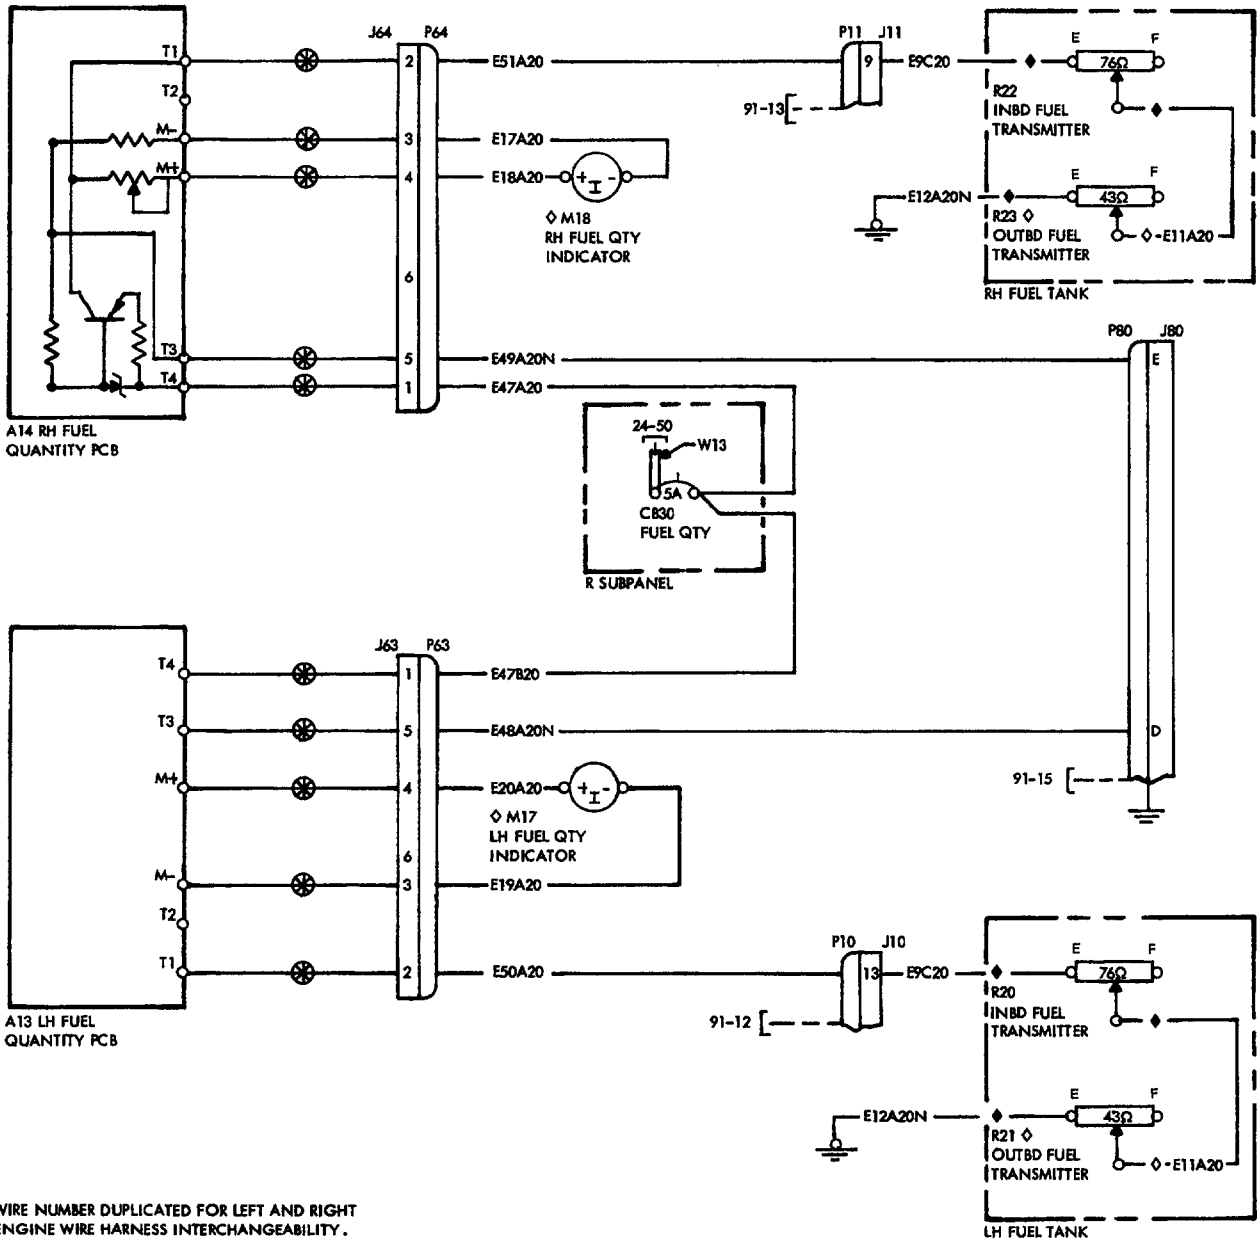 J64 P64
T1
2
E51A20
P11 J11
9
E9C20
E F
76Ω
R22
INBD FUEL
TRANSMITTER
T2
91-13
M-
3
E17A20
M+
4
E18A20
+ I -
◇ M18
RH FUEL QTY
INDICATOR
E12A20N
E F
43Ω
R23 ◇
OUTBD FUEL
TRANSMITTER
◇-E11A20
RH FUEL TANK
6
T3
5
E49A20N
P80 J80
E
T4
1
E47A20
A14 RH FUEL
QUANTITY PCB
24-50
W13
5A
CB30
FUEL QTY
R SUBPANEL
J63 P63
T4
1
E47B20
T3
5
E48A20N
D
M+
4
E20A20
+ I -
91-15
◇ M17
LH FUEL QTY
INDICATOR
6
M-
3
E19A20
T2
T1
2
E50A20
P10 J10
13
E9C20
E F
76Ω
R20
INBD FUEL
TRANSMITTER
91-12
A13 LH FUEL
QUANTITY PCB
E F
43Ω
E12A20N
R21 ◇
OUTBD FUEL
TRANSMITTER
◇-E11A20
LH FUEL TANK
WIRE NUMBER DUPLICATED FOR LEFT AND RIGHT
ENGINE WIRE HARNESS INTERCHANGEABILITY.